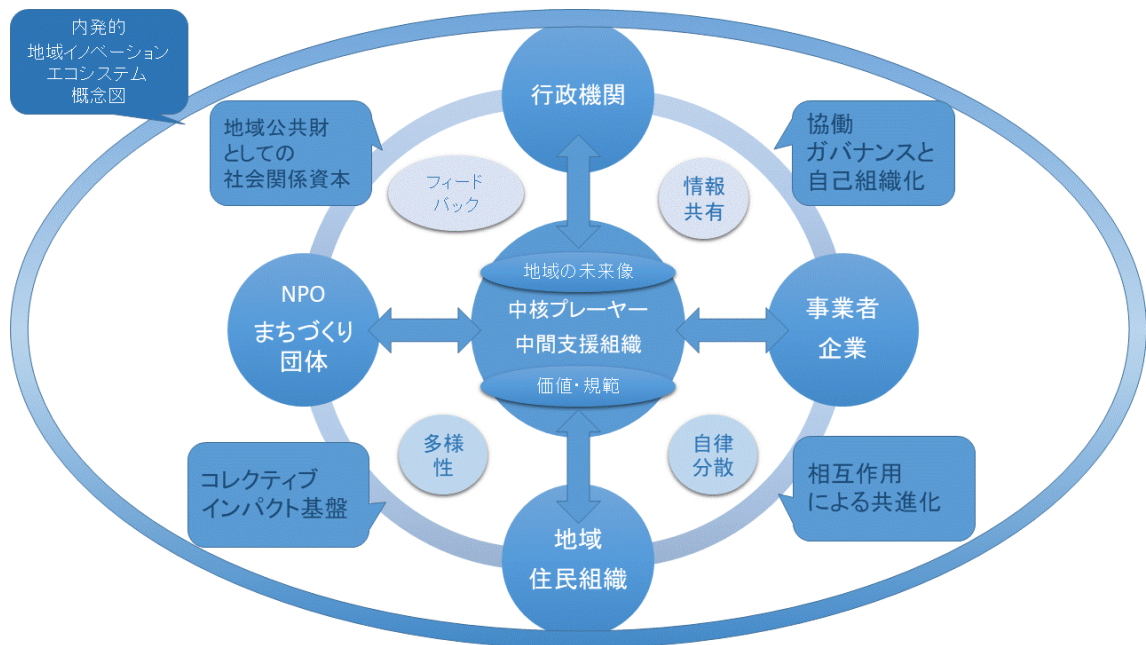 内発的
地域イノベーション
エコシステム
概念図
行政機関
地域公共財
としての
社会関係資本
協働
ガバナンスと
自己組織化
フィード
バック
情報
共有
地域の未来像
NPO
まちづくり
団体
中核プレーヤー
中間支援組織
事業者
企業
価値・規範
多様
性
自律
分散
コレクティブ
インパクト基盤
相互作用
による共進化
地域
住民組織